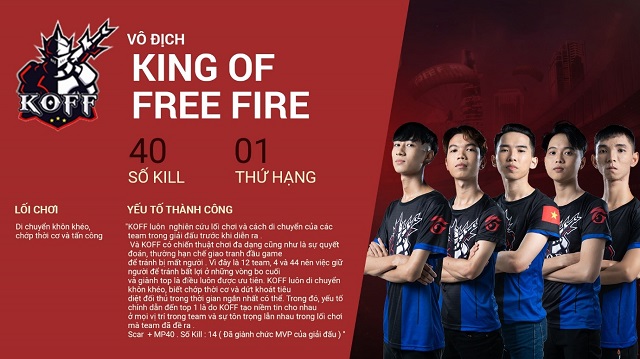 KOFF
VÔ ĐỊCH
KING OF
FREE FIRE
40
SỐ KILL
01
THỨ HẠNG
LỐI CHƠI
Di chuyển khôn khéo,
chớp thời cơ và tấn công
YẾU TỐ THÀNH CÔNG
"KOFF luôn nghiên cứu lối chơi và cách di chuyển của các
team trong giải đấu trước khi diễn ra .
Và KOFF có chiến thuật chơi đa dạng cũng như là sự quyết
đoán, thường hạn chế giao tranh đầu game
để tránh bị mất người . Vì đây là 12 team, 4 và 44 nên việc giữ
người để tránh bất lợi ở những vòng bo cuối
và giành top là điều luôn được ưu tiên. KOFF luôn di chuyển
khôn khéo, biết chớp thời cơ và dứt khoát tiêu
diệt đối thủ trong thời gian ngắn nhất có thể. Trong đó, yếu tố
chính dẫn đến top 1 là do KOFF tạo niềm tin cho nhau
ở mọi vị trí trong team và sự tôn trọng lẫn nhau trong lối chơi
mà team đã đề ra .
Scar + MP40 . Số Kill : 14 ( Đã giành chức MVP của giải đấu ) "